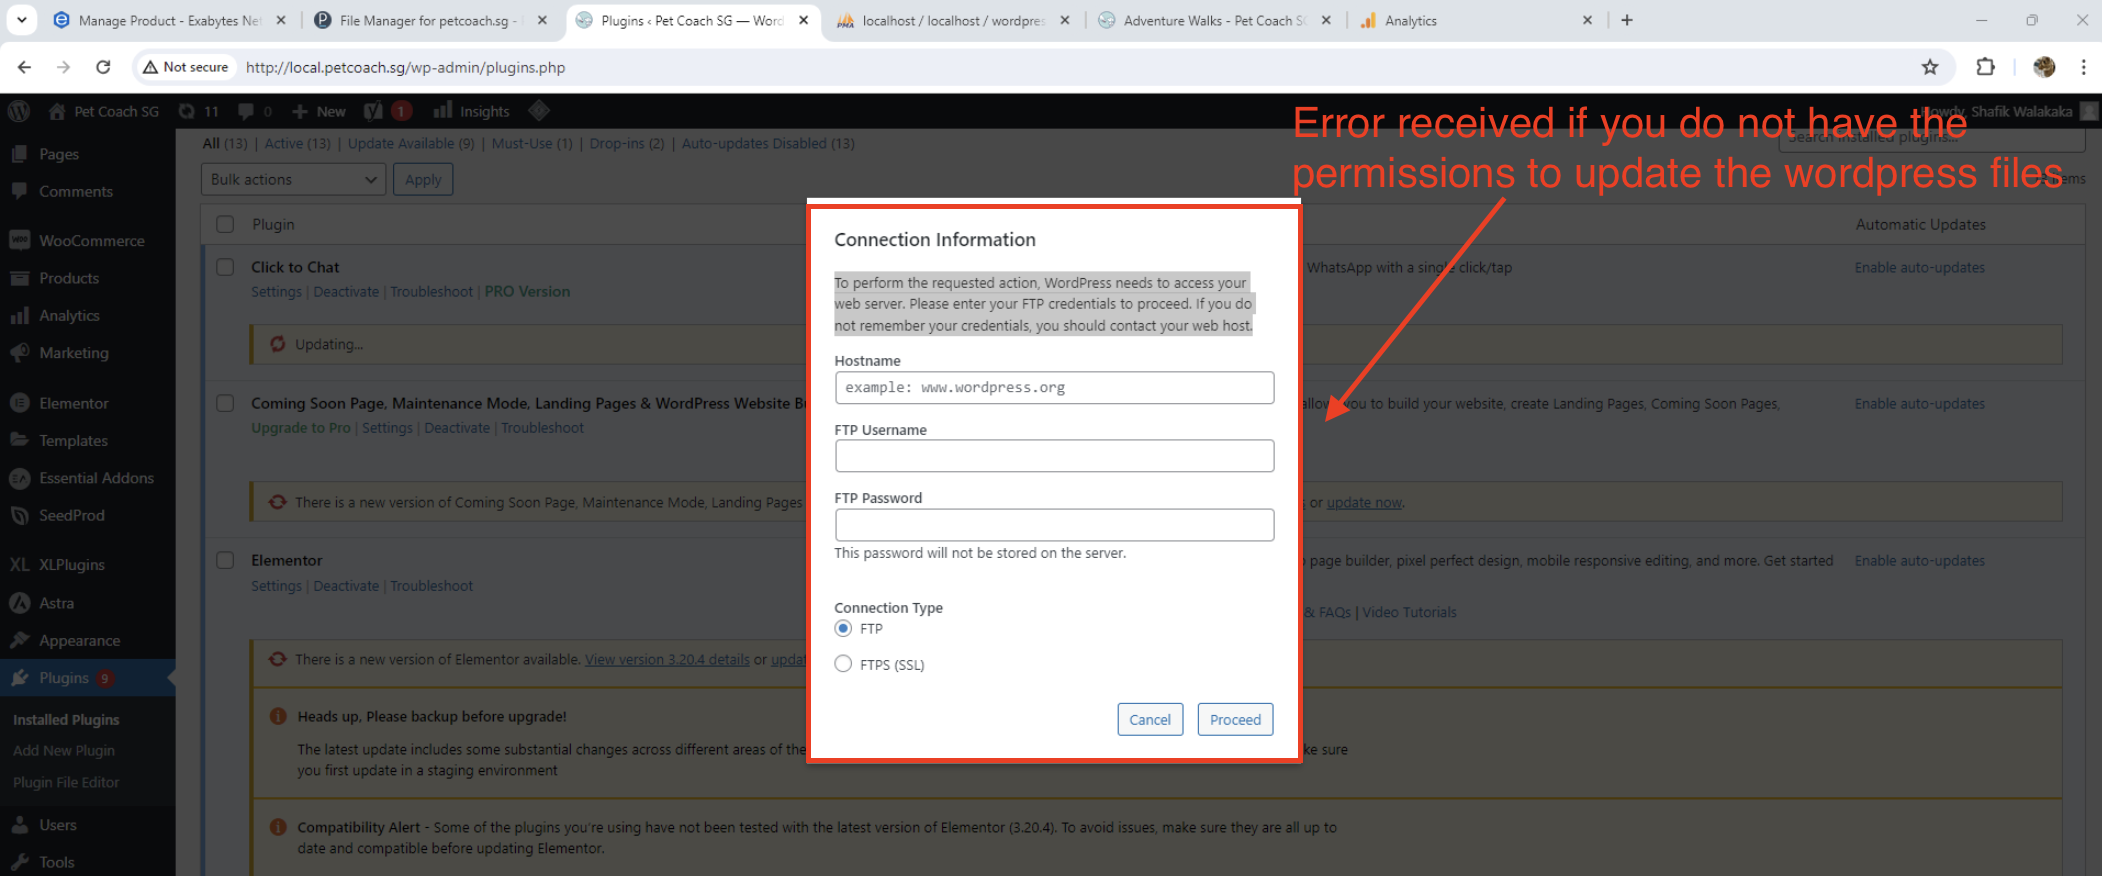 Manage Product - Exabytes Net
File Manager for petcoach.sg -
Plugins ‹ Pet Coach SG — Word
localhost / localhost / wordpres
Adventure Walks - Pet Coach SG
Analytics
Not secure
http://local.petcoach.sg/wp-admin/plugins.php
Pet Coach SG
11
0
New
1
Insights
Howdy, Shafik Walakaka
Error received if you do not have the
permissions to update the wordpress files
Pages
Comments
WooCommerce
Products
Analytics
Marketing
Elementor
Templates
Essential Addons
SeedProd
XL XLPlugins
Astra
Appearance
Plugins 9
Installed Plugins
Add New Plugin
Plugin File Editor
Users
Tools
All (13) | Active (13) | Update Available (9) | Must-Use (1) | Drop-ins (2) | Auto-updates Disabled (13)
Search installed plugins...
Bulk actions
Apply
items
Plugin
Automatic Updates
Click to Chat
Settings | Deactivate | Troubleshoot | PRO Version
WhatsApp with a single click/tap
Enable auto-updates
Updating...
Coming Soon Page, Maintenance Mode, Landing Pages & WordPress Website Bu
Upgrade to Pro | Settings | Deactivate | Troubleshoot
allow you to build your website, create Landing Pages, Coming Soon Pages,
Enable auto-updates
There is a new version of Coming Soon Page, Maintenance Mode, Landing Pages
or update now.
Elementor
Settings | Deactivate | Troubleshoot
page builder, pixel perfect design, mobile responsive editing, and more. Get started
Enable auto-updates
& FAQs | Video Tutorials
There is a new version of Elementor available. View version 3.20.4 details or updat
Heads up, Please backup before upgrade!
The latest update includes some substantial changes across different areas of the
ke sure
you first update in a staging environment
Compatibility Alert - Some of the plugins you're using have not been tested with the latest version of Elementor (3.20.4). To avoid issues, make sure they are all up to
date and compatible before updating Elementor.
Connection Information
To perform the requested action, WordPress needs to access your
web server. Please enter your FTP credentials to proceed. If you do
not remember your credentials, you should contact your web host.
Hostname
example: www.wordpress.org
FTP Username
FTP Password
This password will not be stored on the server.
Connection Type
FTP
FTPS (SSL)
Cancel
Proceed